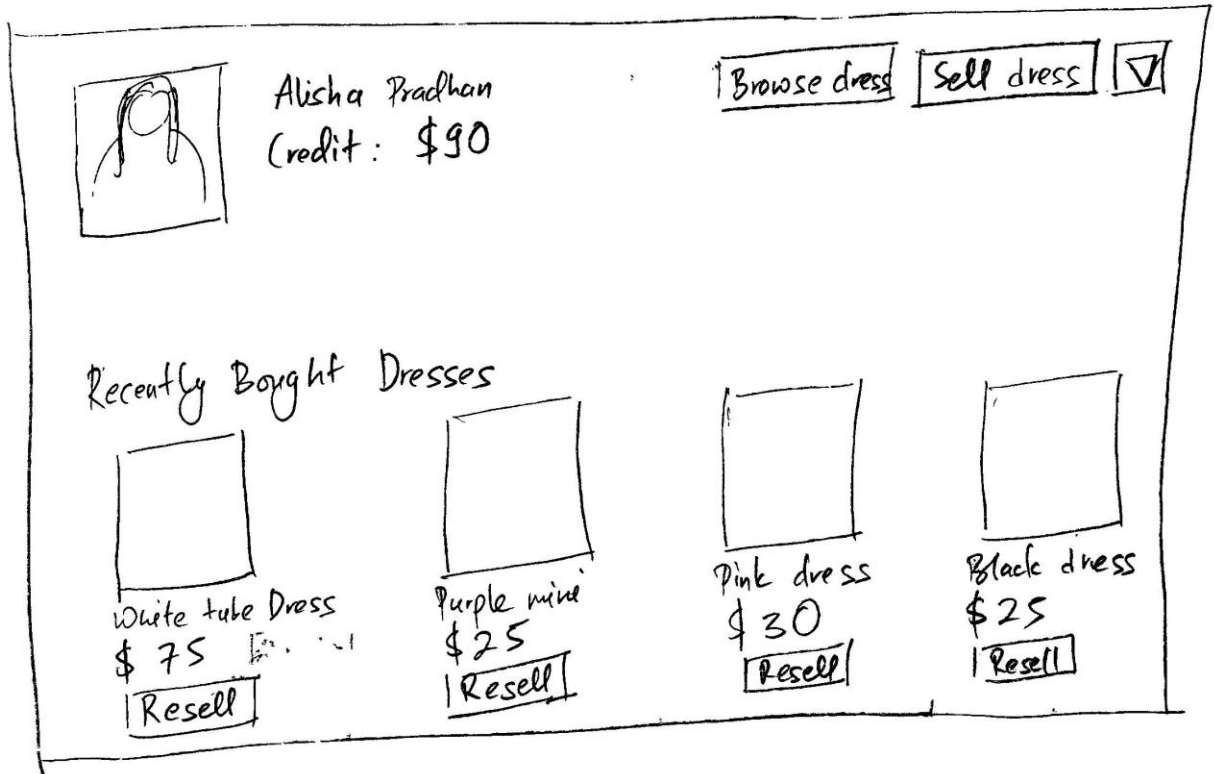 Alisha Pradhan
Credit: $90
Browse dress
Sell dress
Recently Bought Dresses
White tube Dress
$75
Resell
Purple mini
$25
Resell
Pink dress
$30
Resell
Black dress
$25
Resell